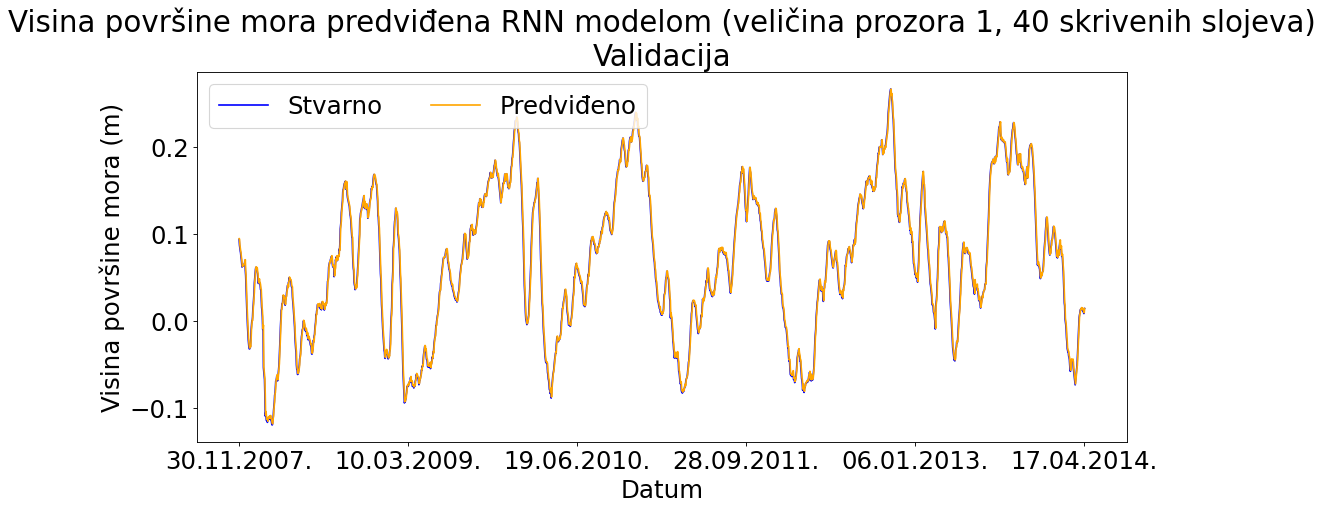 Visina površine mora predviđena RNN modelom (veličina prozora 1, 40 skrivenih slojeva)
Validacija
Stvarno
Predviđeno
Visina površine mora (m)
0.2
0.1
0.0
−0.1
30.11.2007.
10.03.2009.
19.06.2010.
28.09.2011.
06.01.2013.
17.04.2014.
Datum